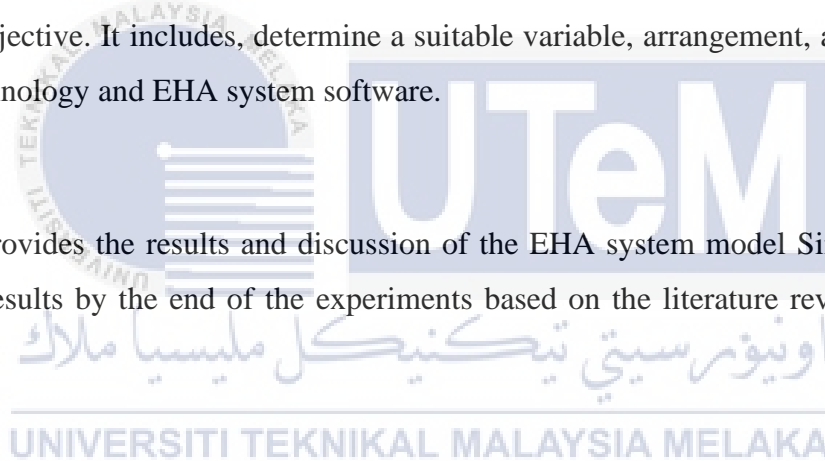 jective. It includes, determine a suitable variable, arrangement, a
nology and EHA system software.
UTeM
rovides the results and discussion of the EHA system model Si
esults by the end of the experiments based on the literature rev
اونيۏرسيتي تيكنيكل مليسيا ملاك
UNIVERSITI TEKNIKAL MALAYSIA MELAKA